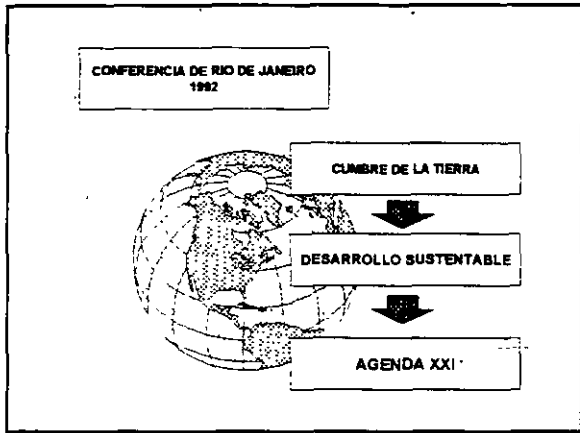 CONFERENCIA DE RIO DE JANEIRO
1992
CUMBRE DE LA TIERRA
DESARROLLO SUSTENTABLE
AGENDA XXI